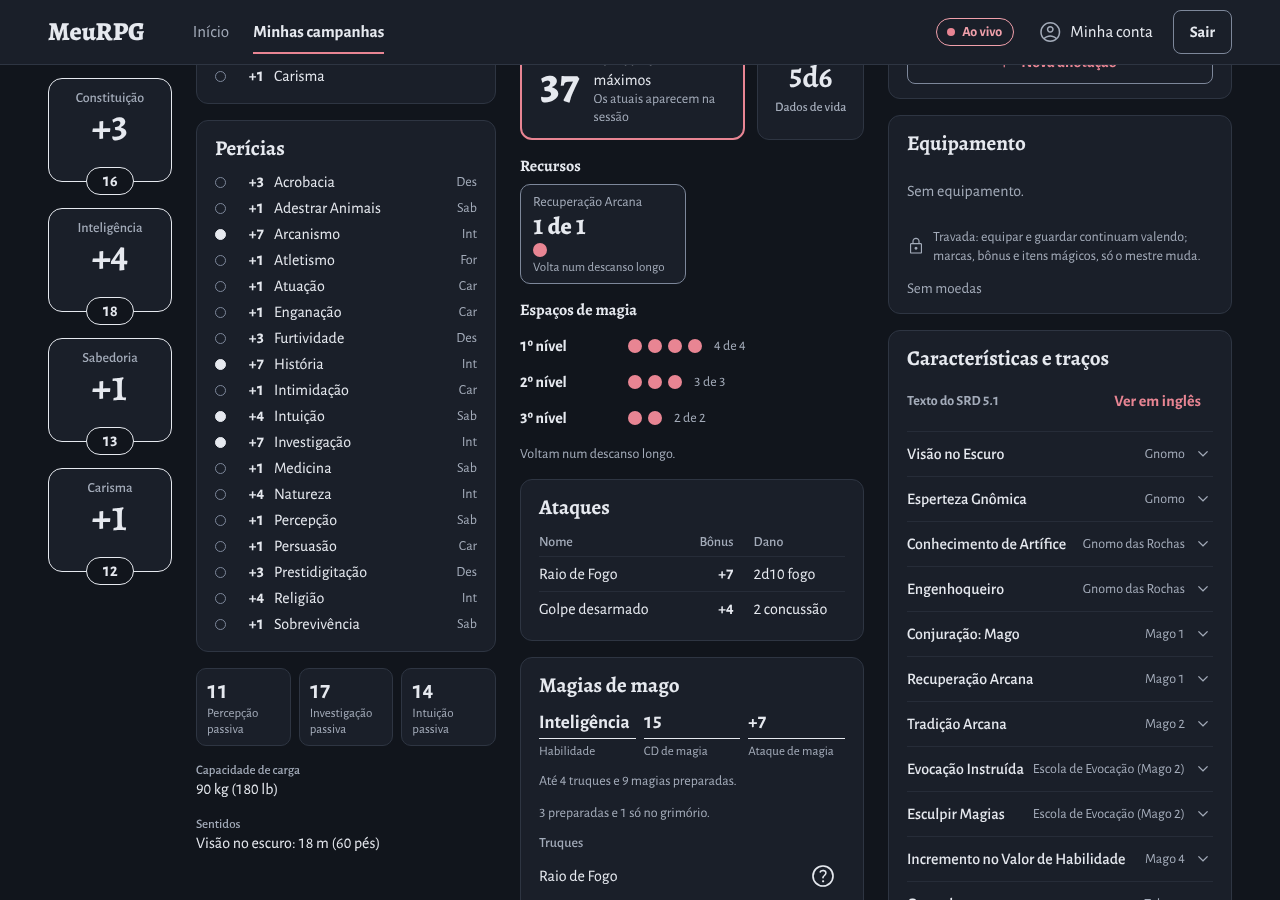 MeuRPG
Início
Minhas campanhas
Ao vivo
Minha conta
Sair
Constituição
+3
16
Inteligência
+4
18
Sabedoria
+1
13
Carisma
+1
12
+1 Carisma
Perícias
+3 Acrobacia Des
+1 Adestrar Animais Sab
+7 Arcanismo Int
+1 Atletismo For
+1 Atuação Car
+1 Enganação Car
+3 Furtividade Des
+7 História Int
+1 Intimidação Car
+4 Intuição Sab
+7 Investigação Int
+1 Medicina Sab
+4 Natureza Int
+1 Percepção Sab
+1 Persuasão Car
+3 Prestidigitação Des
+4 Religião Int
+1 Sobrevivência Sab
11
Percepção
passiva
17
Investigação
passiva
14
Intuição
passiva
Capacidade de carga
90 kg (180 lb)
Sentidos
Visão no escuro: 18 m (60 pés)
37
máximos
Os atuais aparecem na
sessão
5d6
Dados de vida
Recursos
Recuperação Arcana
1 de 1
Volta num descanso longo
Espaços de magia
1º nível 4 de 4
2º nível 3 de 3
3º nível 2 de 2
Voltam num descanso longo.
Ataques
Nome Bônus Dano
Raio de Fogo +7 2d10 fogo
Golpe desarmado +4 2 concussão
Magias de mago
Inteligência 15 +7
Habilidade CD de magia Ataque de magia
Até 4 truques e 9 magias preparadas.
3 preparadas e 1 só no grimório.
Truques
Raio de Fogo ?
Equipamento
Sem equipamento.
Travada: equipar e guardar continuam valendo;
marcas, bônus e itens mágicos, só o mestre muda.
Sem moedas
Características e traços
Texto do SRD 5.1 Ver em inglês
Visão no Escuro Gnomo
Esperteza Gnômica Gnomo
Conhecimento de Artífice Gnomo das Rochas
Engenhoqueiro Gnomo das Rochas
Conjuração: Mago Mago 1
Recuperação Arcana Mago 1
Tradição Arcana Mago 2
Evocação Instruída Escola de Evocação (Mago 2)
Esculpir Magias Escola de Evocação (Mago 2)
Incremento no Valor de Habilidade Mago 4